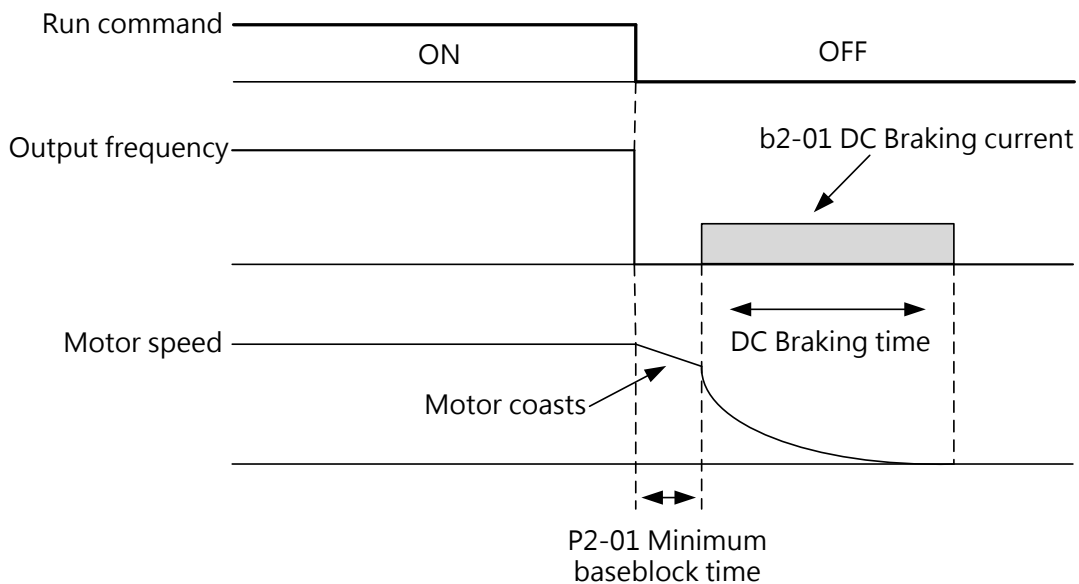 Run command
ON
OFF
Output frequency
b2-01 DC Braking current
Motor speed
DC Braking time
Motor coasts
P2-01 Minimum
baseblock time